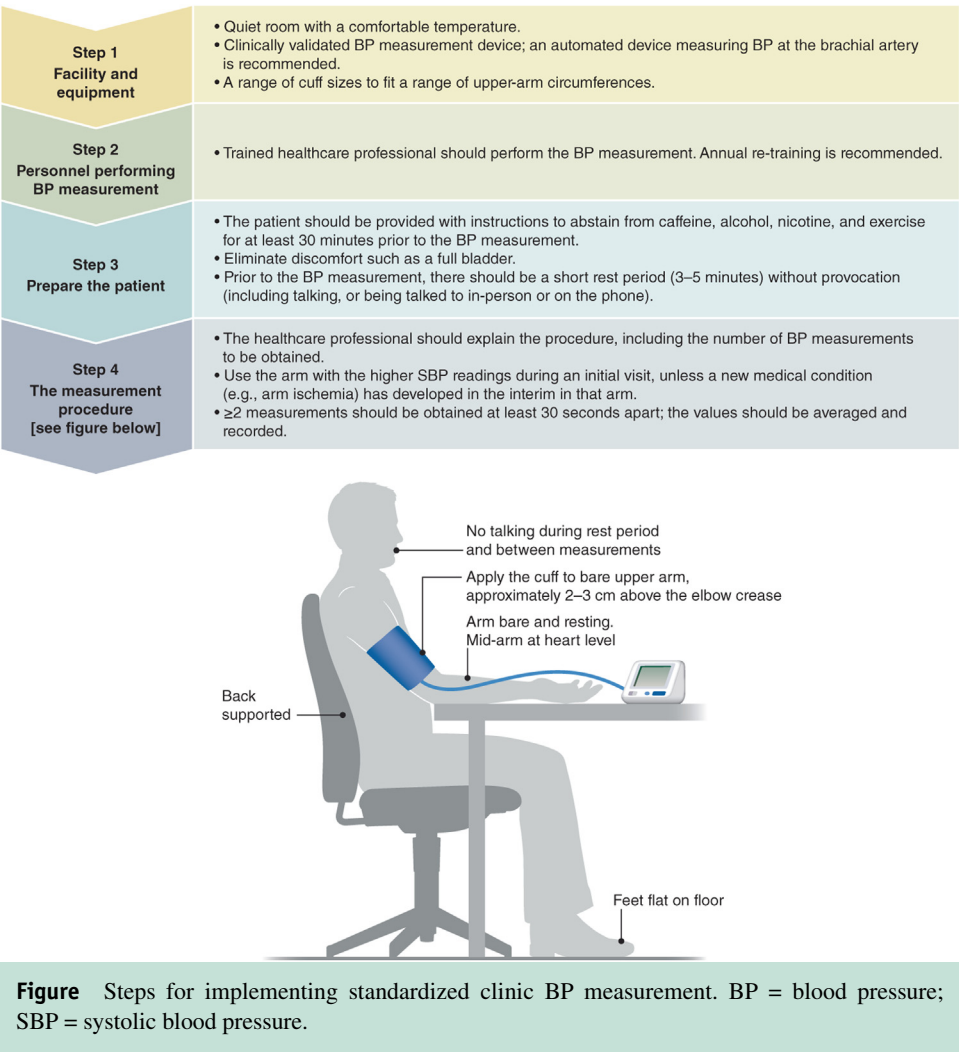 Step 1
Facility and
equipment
• Quiet room with a comfortable temperature.
• Clinically validated BP measurement device; an automated device measuring BP at the brachial artery
is recommended.
• A range of cuff sizes to fit a range of upper-arm circumferences.
Step 2
Personnel performing
BP measurement
• Trained healthcare professional should perform the BP measurement. Annual re-training is recommended.
Step 3
Prepare the patient
• The patient should be provided with instructions to abstain from caffeine, alcohol, nicotine, and exercise
for at least 30 minutes prior to the BP measurement.
• Eliminate discomfort such as a full bladder.
• Prior to the BP measurement, there should be a short rest period (3–5 minutes) without provocation
(including talking, or being talked to in-person or on the phone).
Step 4
The measurement
procedure
[see figure below]
• The healthcare professional should explain the procedure, including the number of BP measurements
to be obtained.
• Use the arm with the higher SBP readings during an initial visit, unless a new medical condition
(e.g., arm ischemia) has developed in the interim in that arm.
• ≥2 measurements should be obtained at least 30 seconds apart; the values should be averaged and
recorded.
No talking during rest period
and between measurements
Apply the cuff to bare upper arm,
approximately 2–3 cm above the elbow crease
Arm bare and resting.
Mid-arm at heart level
Back
supported
Feet flat on floor
Figure Steps for implementing standardized clinic BP measurement. BP = blood pressure;
SBP = systolic blood pressure.